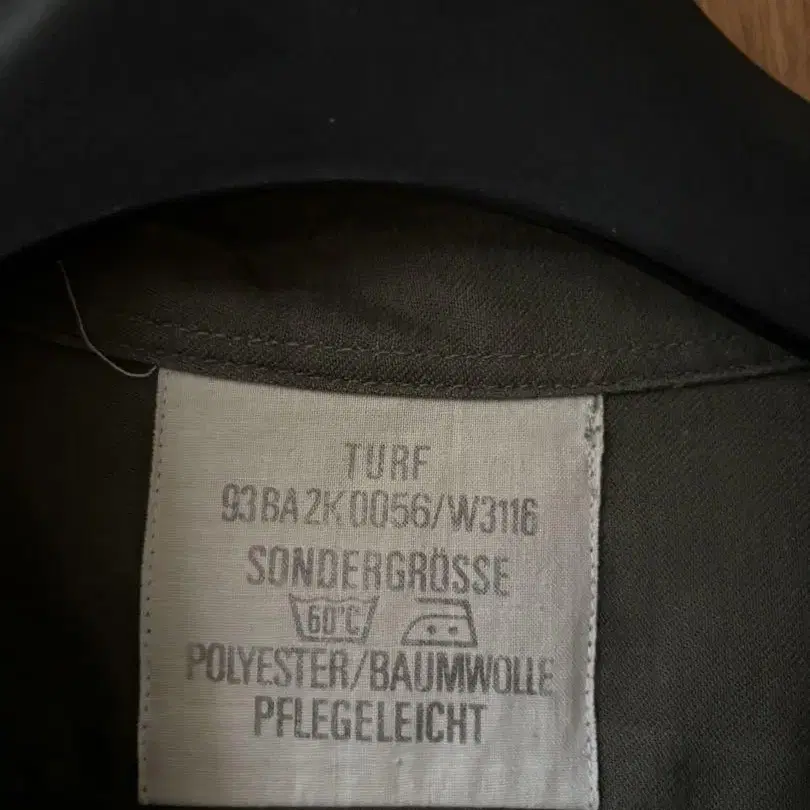 TURF
93BA2K0056/W3116
SONDERGRÖSSE
60°C
POLYESTER/BAUMWOLLE
PFLEGELEICHT